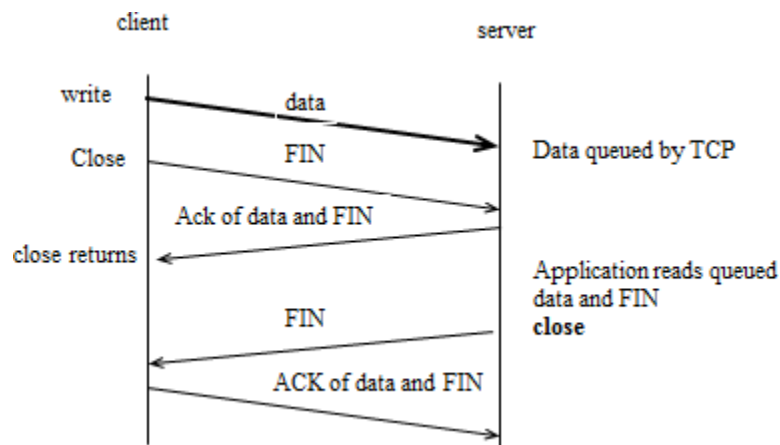 client
server
write
data
Data queued by TCP
Close
FIN
Ack of data and FIN
close returns
Application reads queued
data and FIN
close
FIN
ACK of data and FIN